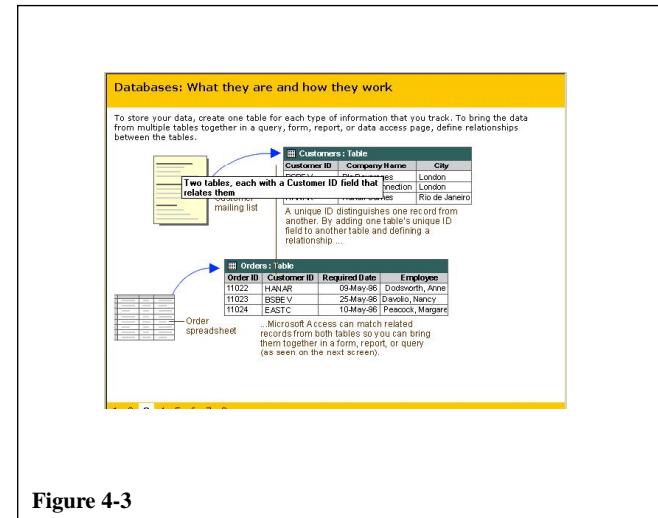 Databases: What they are and how they work
To store your data, create one table for each type of information that you track. To bring the data
from multiple tables together in a query, form, report, or data access page, define relationships
between the tables.
Customers : Table
Customer ID Company Name City
London
Two tables, each with a Customer ID field that
relates them
London
Rio de Janeiro
mailing list
A unique ID distinguishes one record from
another. By adding one table's unique ID
field to another table and defining a
relationship ...
Orders : Table
Order ID Customer ID Required Date Employee
11022 HANAR 09-May-96 Dodsworth, Anne
11023 BSBEV 25-May-96 Davolio, Nancy
11024 EASTC 10-May-96 Peacock, Margare
Order
spreadsheet
...Microsoft Access can match related
records from both tables so you can bring
them together in a form, report, or query
(as seen on the next screen).
Figure 4-3